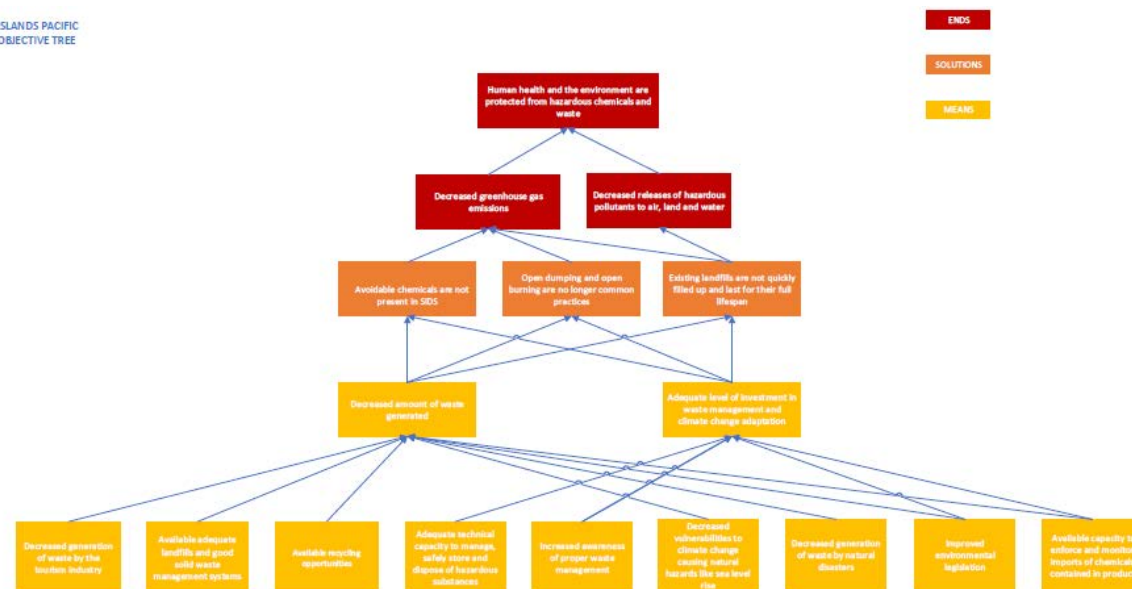 SLANDS PACIFIC
OBJECTIVE TREE
ENDS
SOLUTIONS
MEANS
Human health and the environment are
protected from hazardous chemicals and
waste
Decreased greenhouse gas
emissions
Decreased releases of hazardous
pollutants to air, land and water
Avoidable chemicals are not
present in SIDS
Open dumping and open
burning are no longer common
practices
Existing landfills are not quickly
filled up and last for their full
lifespan
Decreased amount of waste
generated
Adequate level of investment in
waste management and
climate change adaptation
Decreased generation
of waste by the
tourism industry
Available adequate
landfills and good
solid waste
management systems
Available recycling
opportunities
Adequate technical
capacity to manage,
safely store and
dispose of hazardous
substances
Increased awareness
of proper waste
management
Decreased
vulnerabilities to
climate change
causing natural
hazards like sea level
rise
Decreased generation
of waste by natural
disasters
Improved
environmental
legislation
Available capacity to
enforce and monitor
imports of chemicals
contained in produc